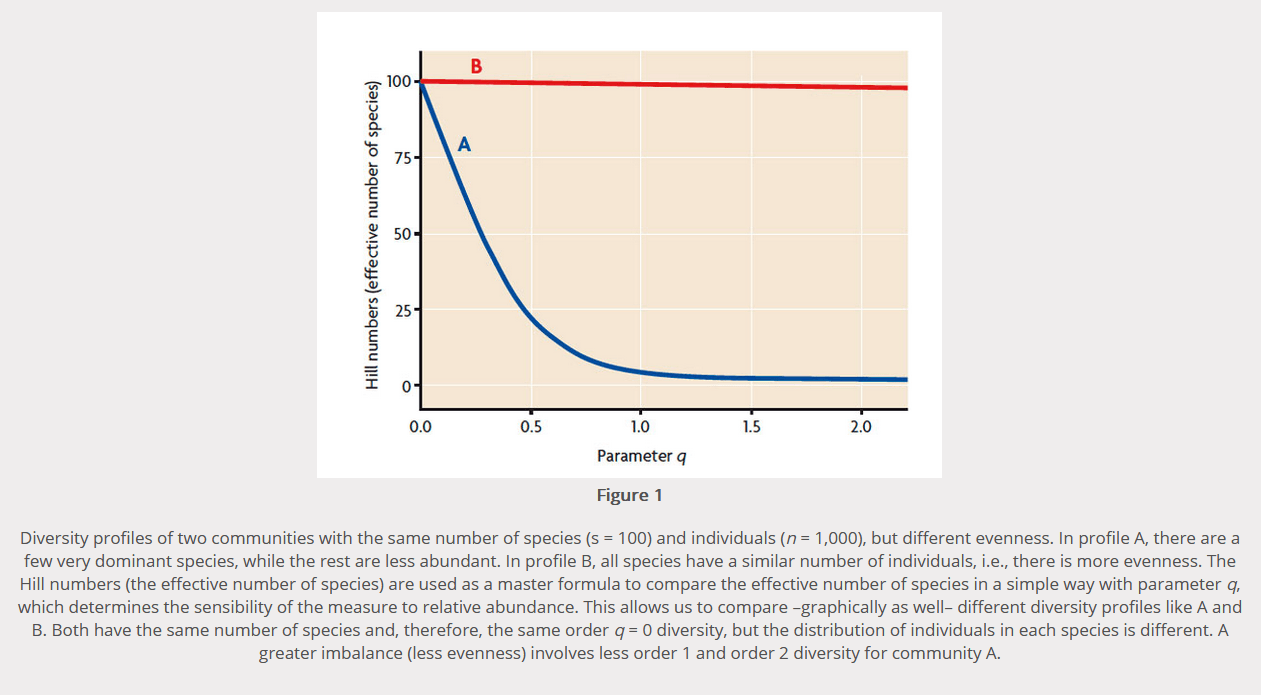 B
100
A
75
50
25
0
Hill numbers (effective number of species)
0.0 0.5 1.0 1.5 2.0
Parameter q
Figure 1
Diversity profiles of two communities with the same number of species (s = 100) and individuals (n = 1,000), but different evenness. In profile A, there are a
few very dominant species, while the rest are less abundant. In profile B, all species have a similar number of individuals, i.e., there is more evenness. The
Hill numbers (the effective number of species) are used as a master formula to compare the effective number of species in a simple way with parameter q,
which determines the sensibility of the measure to relative abundance. This allows us to compare –graphically as well– different diversity profiles like A and
B. Both have the same number of species and, therefore, the same order q = 0 diversity, but the distribution of individuals in each species is different. A
greater imbalance (less evenness) involves less order 1 and order 2 diversity for community A.